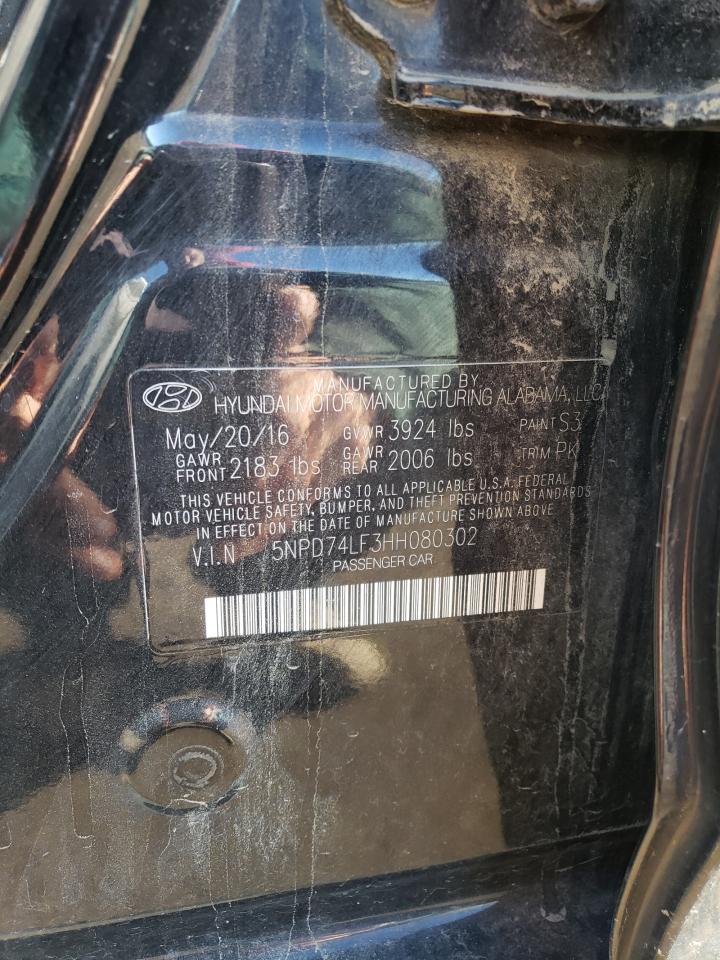 MANUFACTURED BY
HYUNDAI MOTOR MANUFACTURING ALABAMA, LLC
May/20/16 GVWR 3924 lbs PAINT S3
GAWR FRONT 2183 lbs GAWR REAR 2006 lbs TRIM PK
THIS VEHICLE CONFORMS TO ALL APPLICABLE U.S.A. FEDERAL
MOTOR VEHICLE SAFETY, BUMPER, AND THEFT PREVENTION STANDARDS
IN EFFECT ON THE DATE OF MANUFACTURE SHOWN ABOVE
V.I.N 5NPD74LF3HH080302
PASSENGER CAR